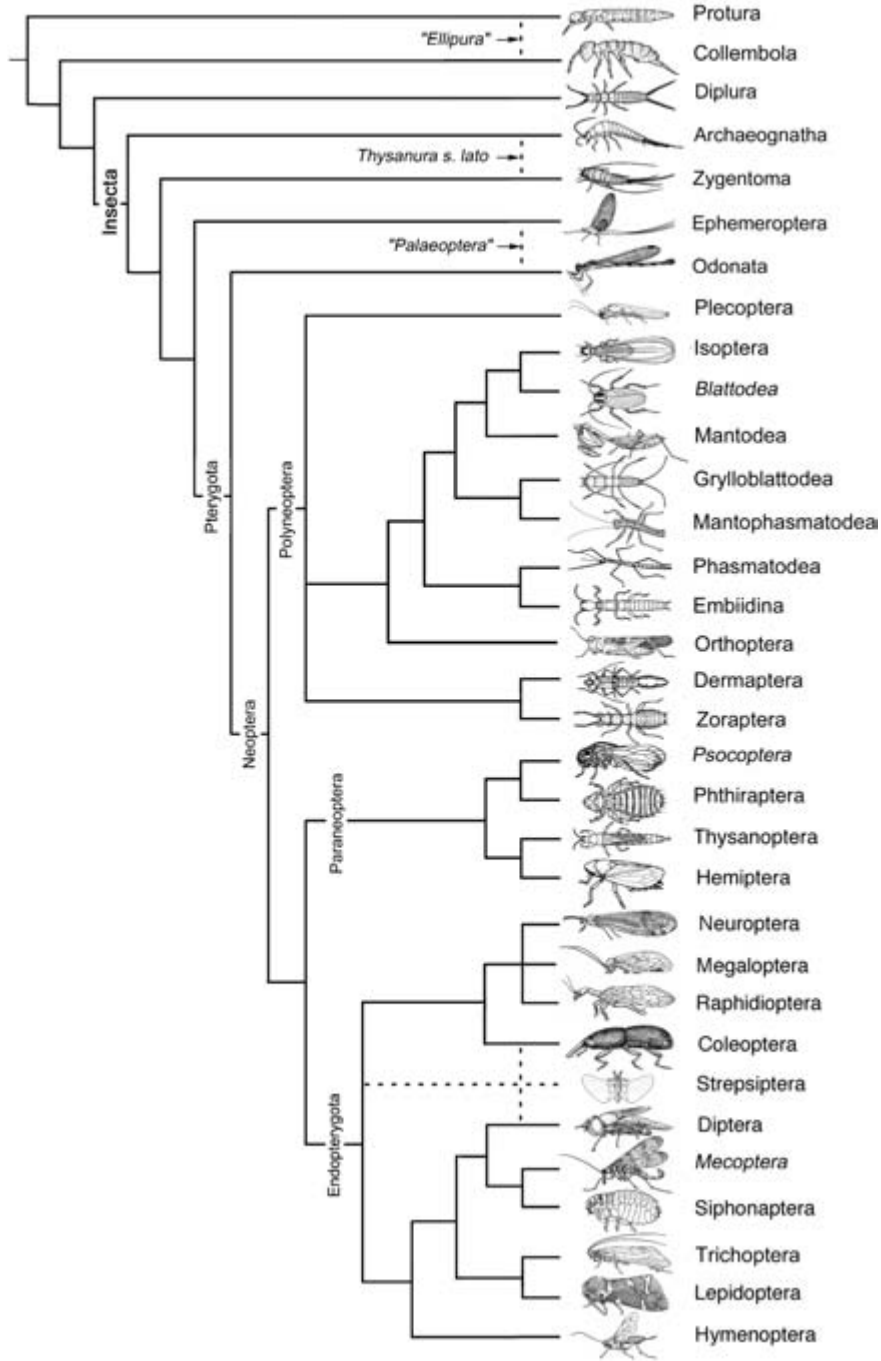 Protura
"Ellipura"
Collembola
Diplura
Archaeognatha
Thysanura s. lato
Zygentoma
Insecta
Ephemeroptera
"Palaeoptera"
Odonata
Plecoptera
Isoptera
Blattodea
Mantodea
Grylloblattodea
Pterygota
Polyneoptera
Mantophasmatodea
Phasmatodea
Embiidina
Orthoptera
Dermaptera
Zoraptera
Neoptera
Psocoptera
Phthiraptera
Paraneoptera
Thysanoptera
Hemiptera
Neuroptera
Megaloptera
Raphidioptera
Coleoptera
Strepsiptera
Diptera
Endopterygota
Mecoptera
Siphonaptera
Trichoptera
Lepidoptera
Hymenoptera